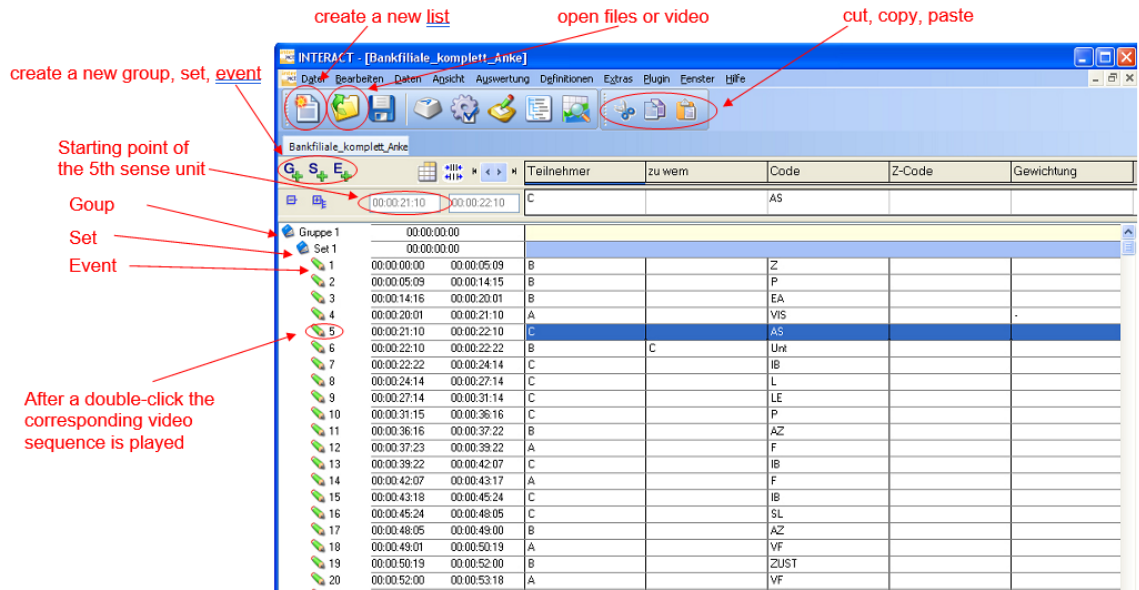 create a new list
open files or video
cut, copy, paste
create a new group, set, event
INTERACT - [Bankfiliale_komplett_Anke]
Datei Bearbeiten Daten Ansicht Auswertung Definitionen Extras Plugin Fenster Hilfe
Bankfiliale_komplett_Anke
Starting point of
the 5th sense unit
G S E Teilnehmer zu wem Code Z-Code Gewichtung
00:00:21:10 00:00:22:10 C AS
Goup
Set
Event
Gruppe 1 00:00:00:00
Set 1 00:00:00:00
1 00:00:00:00 00:00:05:09 B Z
2 00:00:05:09 00:00:14:15 B P
3 00:00:14:16 00:00:20:01 B EA
4 00:00:20:01 00:00:21:10 A VIS -
5 00:00:21:10 00:00:22:10 C AS
6 00:00:22:10 00:00:22:22 B C Unt
7 00:00:22:22 00:00:24:14 C IB
8 00:00:24:14 00:00:27:14 C L
9 00:00:27:14 00:00:31:14 C LE
10 00:00:31:15 00:00:36:16 C P
11 00:00:36:16 00:00:37:22 B AZ
12 00:00:37:23 00:00:39:22 A F
13 00:00:39:22 00:00:42:07 C IB
14 00:00:42:07 00:00:43:17 A F
15 00:00:43:18 00:00:45:24 C IB
16 00:00:45:24 00:00:48:05 C SL
17 00:00:48:05 00:00:49:00 B AZ
18 00:00:49:01 00:00:50:19 A VF
19 00:00:50:19 00:00:52:00 B ZUST
20 00:00:52:00 00:00:53:18 A VF
After a double-click the
corresponding video
sequence is played